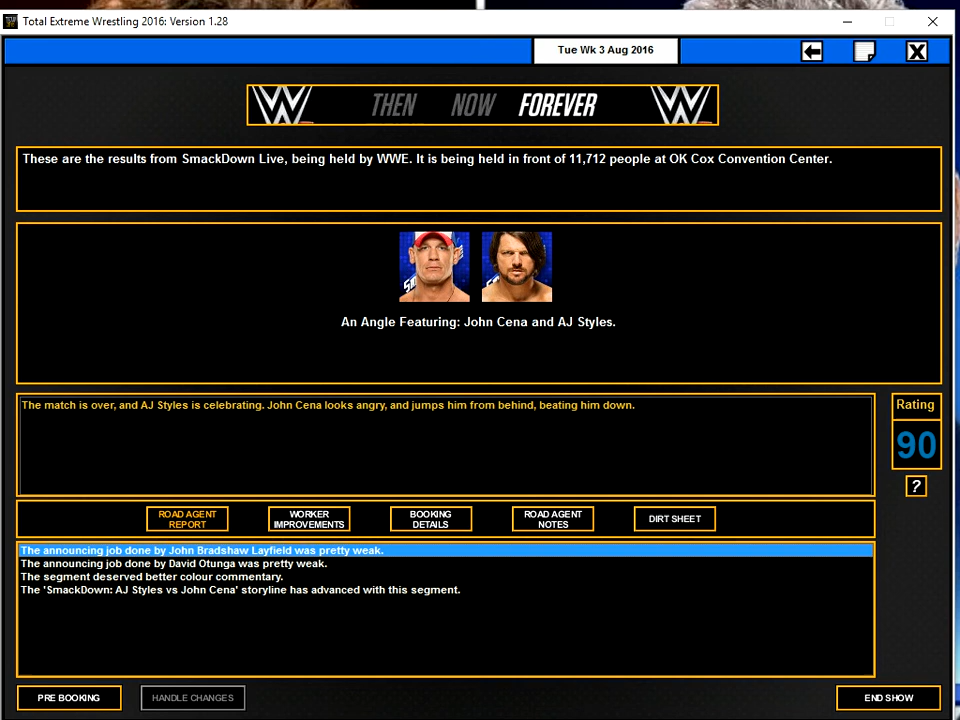 Total Extreme Wrestling 2016: Version 1.28
Tue Wk 3 Aug 2016
W THEN NOW FOREVER W
These are the results from SmackDown Live, being held by WWE. It is being held in front of 11,712 people at OK Cox Convention Center.
An Angle Featuring: John Cena and AJ Styles.
The match is over, and AJ Styles is celebrating. John Cena looks angry, and jumps him from behind, beating him down.
Rating
90
?
ROAD AGENT REPORT
WORKER IMPROVEMENTS
BOOKING DETAILS
ROAD AGENT NOTES
DIRT SHEET
The announcing job done by John Bradshaw Layfield was pretty weak.
The announcing job done by David Otunga was pretty weak.
The segment deserved better colour commentary.
The 'SmackDown: AJ Styles vs John Cena' storyline has advanced with this segment.
PRE BOOKING
HANDLE CHANGES
END SHOW